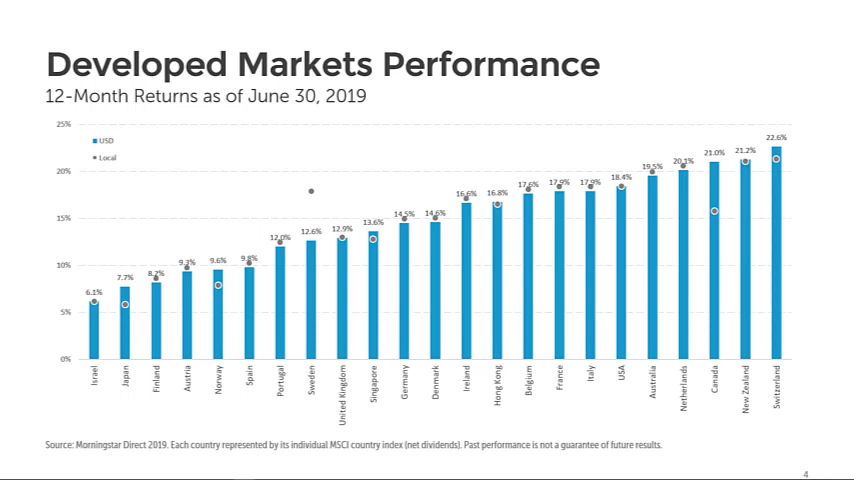 Developed Markets Performance
12-Month Returns as of June 30, 2019
25%
USD
Local
20%
15%
10%
5%
0%
6.1%
7.7%
8.2%
9.3%
9.6%
9.8%
12.0%
12.6%
12.9%
13.6%
14.5%
14.6%
16.6%
16.8%
17.6%
17.9%
17.9%
18.4%
19.5%
20.1%
21.0%
21.2%
22.6%
Israel
Japan
Finland
Austria
Norway
Spain
Portugal
Sweden
United Kingdom
Singapore
Germany
Denmark
Ireland
Hong Kong
Belgium
France
Italy
USA
Australia
Netherlands
Canada
New Zealand
Switzerland
Source: Morningstar Direct 2019. Each country represented by its individual MSCI country index (net dividends). Past performance is not a guarantee of future results.
4